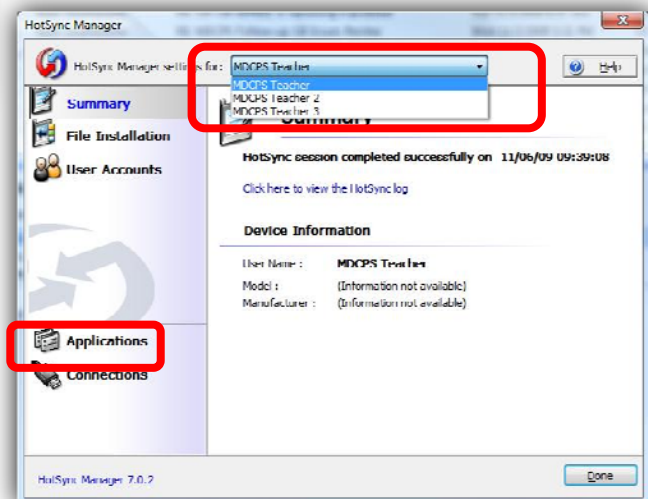 HotSync Manager
HotSync Manager settings for: MDCPS Teacher
Help
MDCPS Teacher
MDCPS Teacher 2
MDCPS Teacher 3
Summary
Summary
File Installation
User Accounts
HotSync session completed successfully on 11/06/09 09:39:08
Click here to view the HotSync log
Device Information
User Name : MDCPS Teacher
Model : (Information not available)
Manufacturer : (Information not available)
Applications
Connections
HotSync Manager 7.0.2
Done